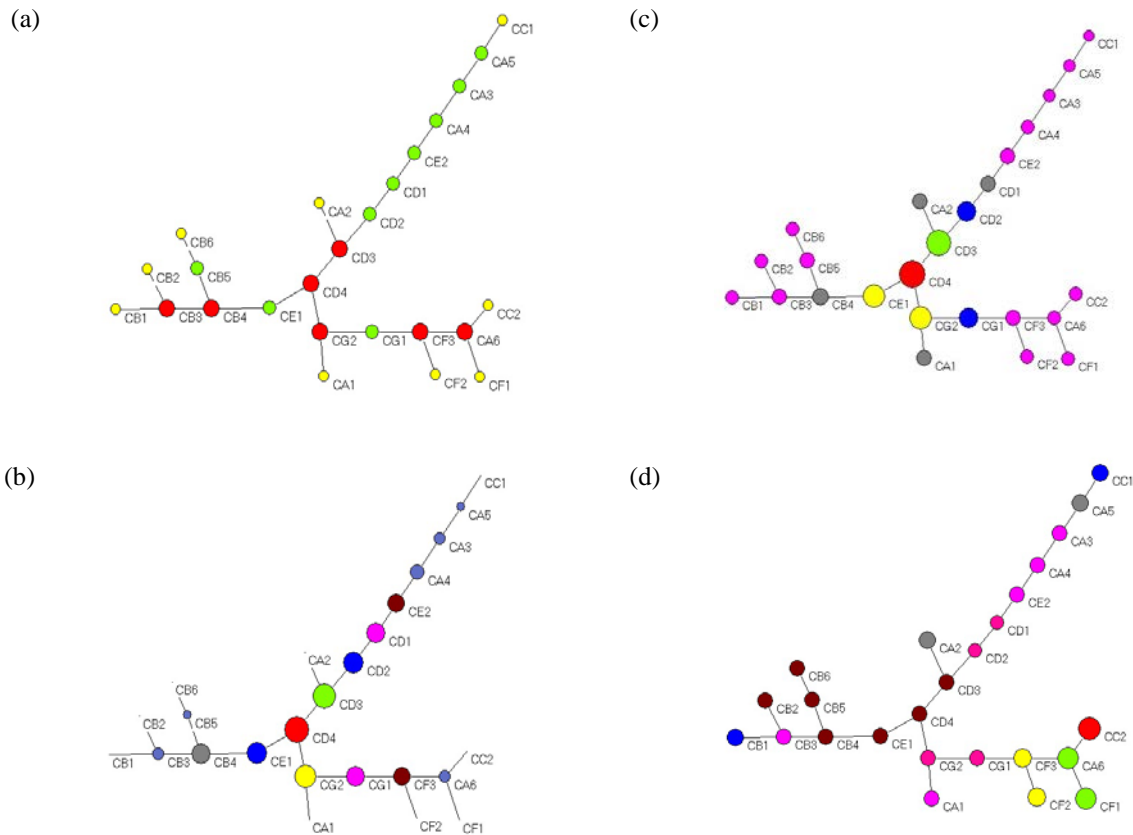 (a)
CC1
CA5
CA3
CA4
CE2
CD1
CD2
CA2
CD3
CB6
CB5
CB2
CD4
CB1
CB3
CB4
CE1
CG2
CG1
CF3
CA6
CC2
CA1
CF2
CF1
(c)
CC1
CA5
CA3
CA4
CE2
CD1
CA2
CD2
CD3
CB6
CB5
CB2
CD4
CB1
CB3
CB4
CE1
CG2
CG1
CF3
CA6
CC2
CA1
CF2
CF1
(b)
CC1
CA5
CA3
CA4
CE2
CD1
CD2
CA2
CD3
CB6
CB5
CB2
CD4
CB1
CB3
CB4
CE1
CG2
CG1
CF3
CA6
CC2
CA1
CF2
CF1
(d)
CC1
CA5
CA3
CA4
CE2
CD1
CD2
CA2
CD3
CB6
CB5
CB2
CD4
CB1
CB3
CB4
CE1
CG2
CG1
CF3
CA6
CC2
CA1
CF2
CF1